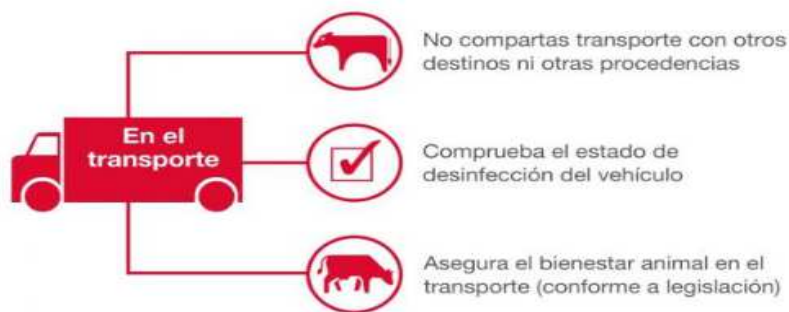 No compartas transporte con otros
destinos ni otras procedencias
En el
transporte
Comprueba el estado de
desinfección del vehículo
Asegura el bienestar animal en el
transporte (conforme a legislación)